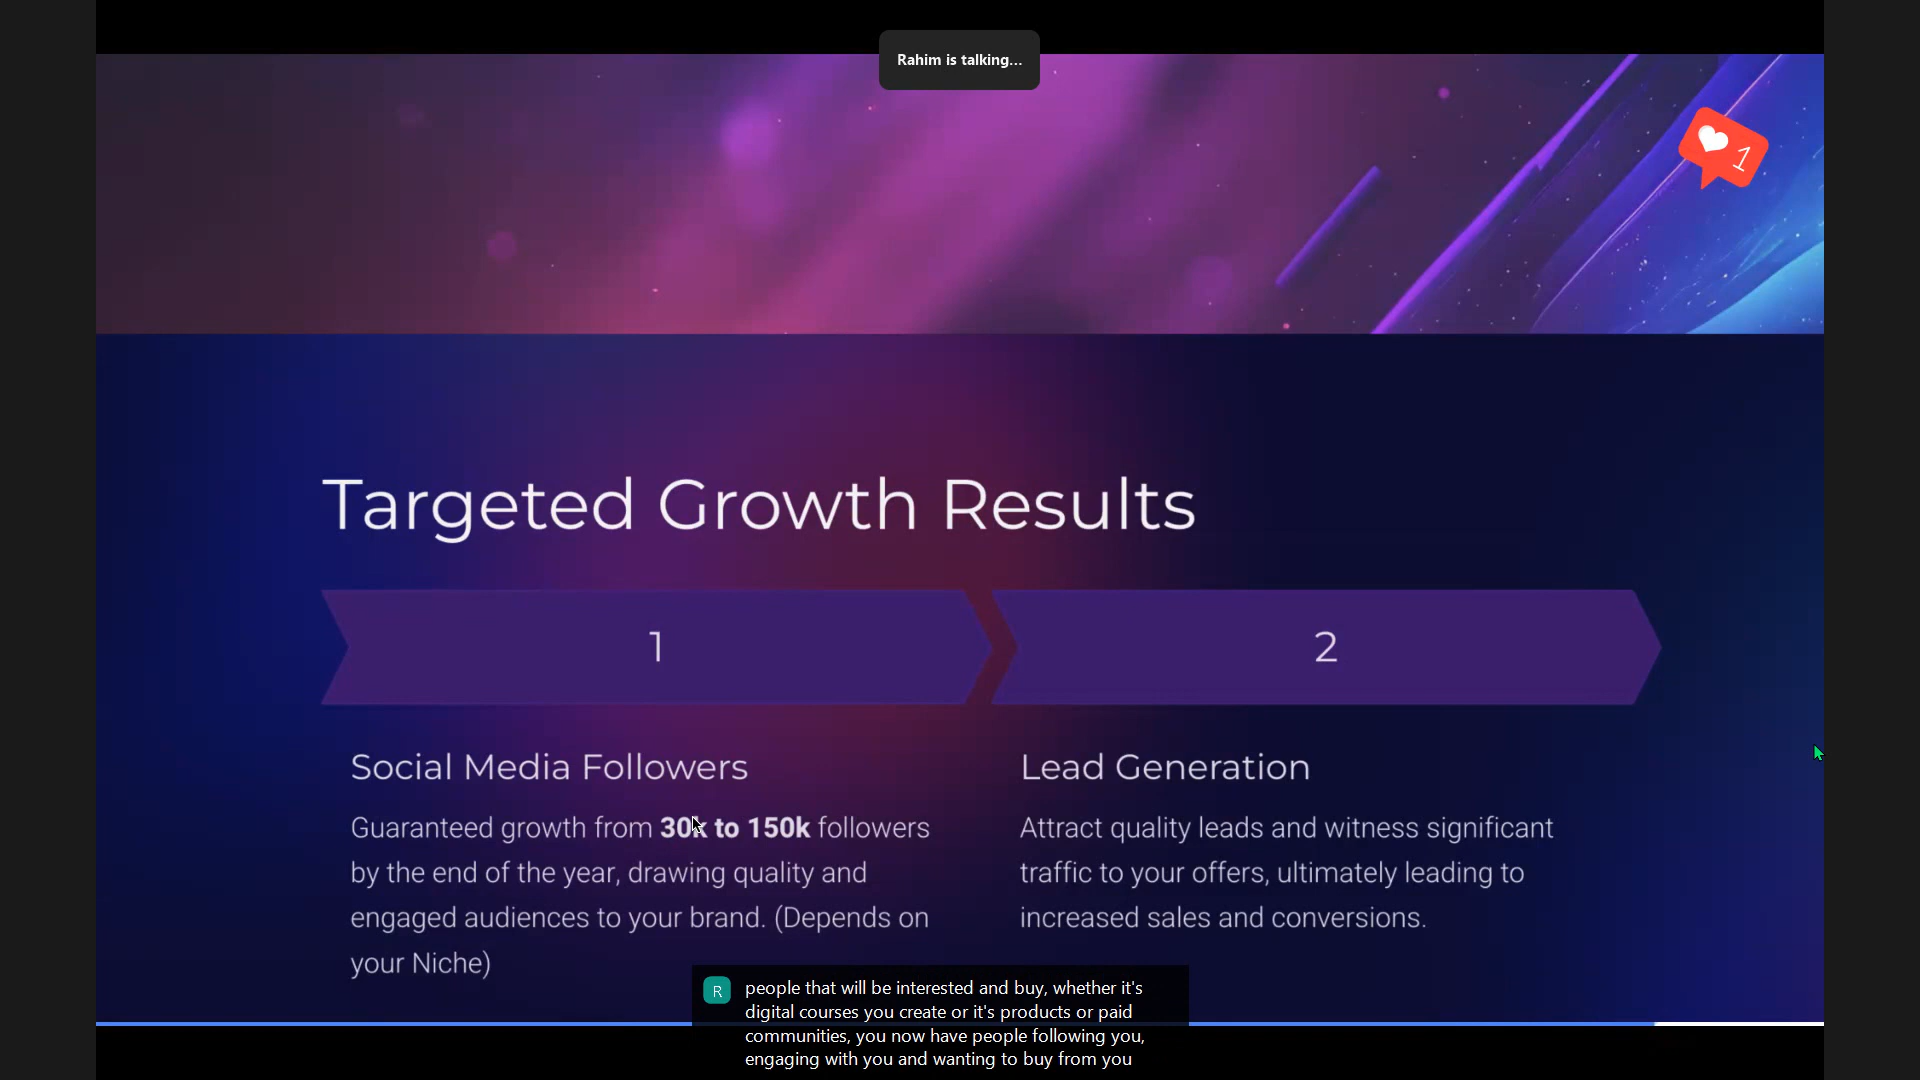 Rahim is talking...
1
Targeted Growth Results
1
2
Social Media Followers
Guaranteed growth from 30k to 150k followers
by the end of the year, drawing quality and
engaged audiences to your brand. (Depends on
your Niche)
Lead Generation
Attract quality leads and witness significant
traffic to your offers, ultimately leading to
increased sales and conversions.
R
people that will be interested and buy, whether it's
digital courses you create or it's products or paid
communities, you now have people following you,
engaging with you and wanting to buy from you